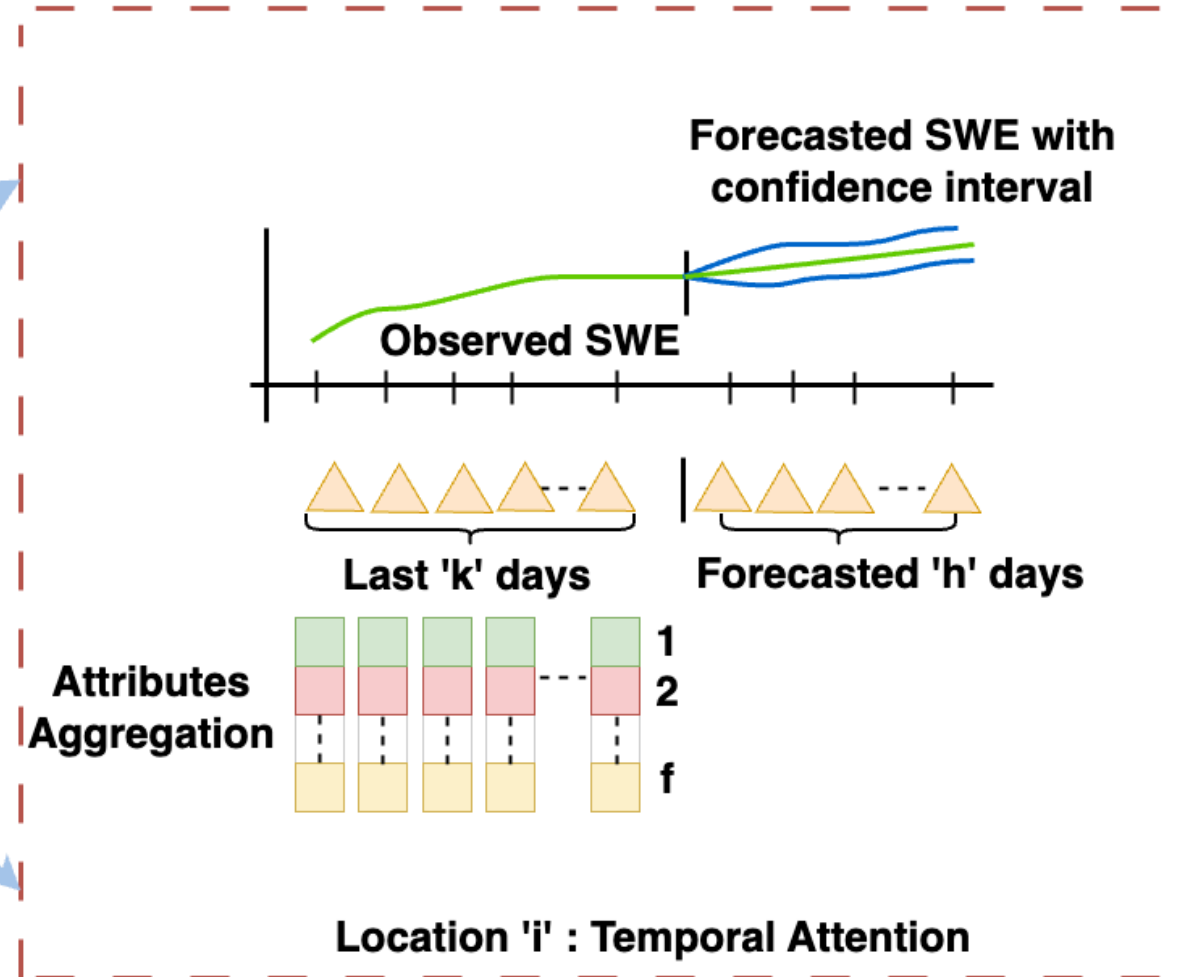 Forecasted SWE with
confidence interval
Observed SWE
Last 'k' days
Forecasted 'h' days
1
Attributes
2
Aggregation
f
Location 'i' : Temporal Attention